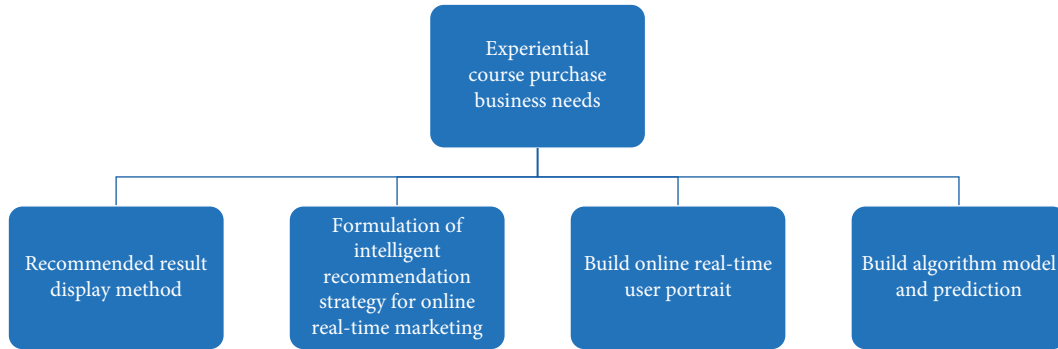 Experiential
course purchase
business needs
Recommended result
display method
Formulation of
intelligent
recommendation
strategy for online
real-time marketing
Build online real-time
user portrait
Build algorithm model
and prediction